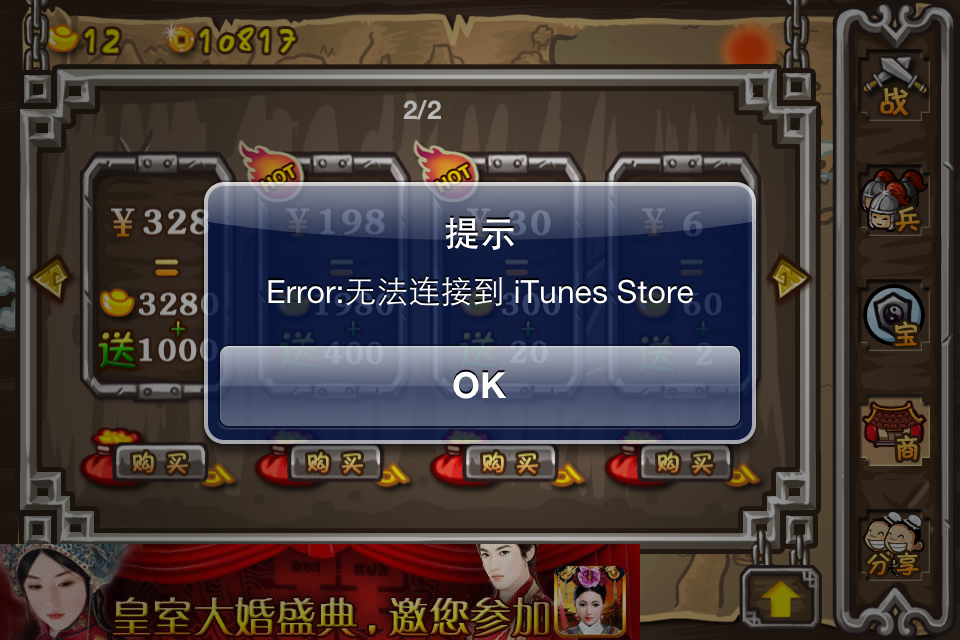 12 10817
2/2
HOT HOT
¥328 ¥198 ¥30 ¥6
= = = =
3280 1980 300 60
+ + + +
送1000 送400 送20 送2
提示
Error:无法连接到 iTunes Store
OK
购买 购买 购买 购买
战
兵
宝
商
分享
皇室大婚盛典，邀您参加